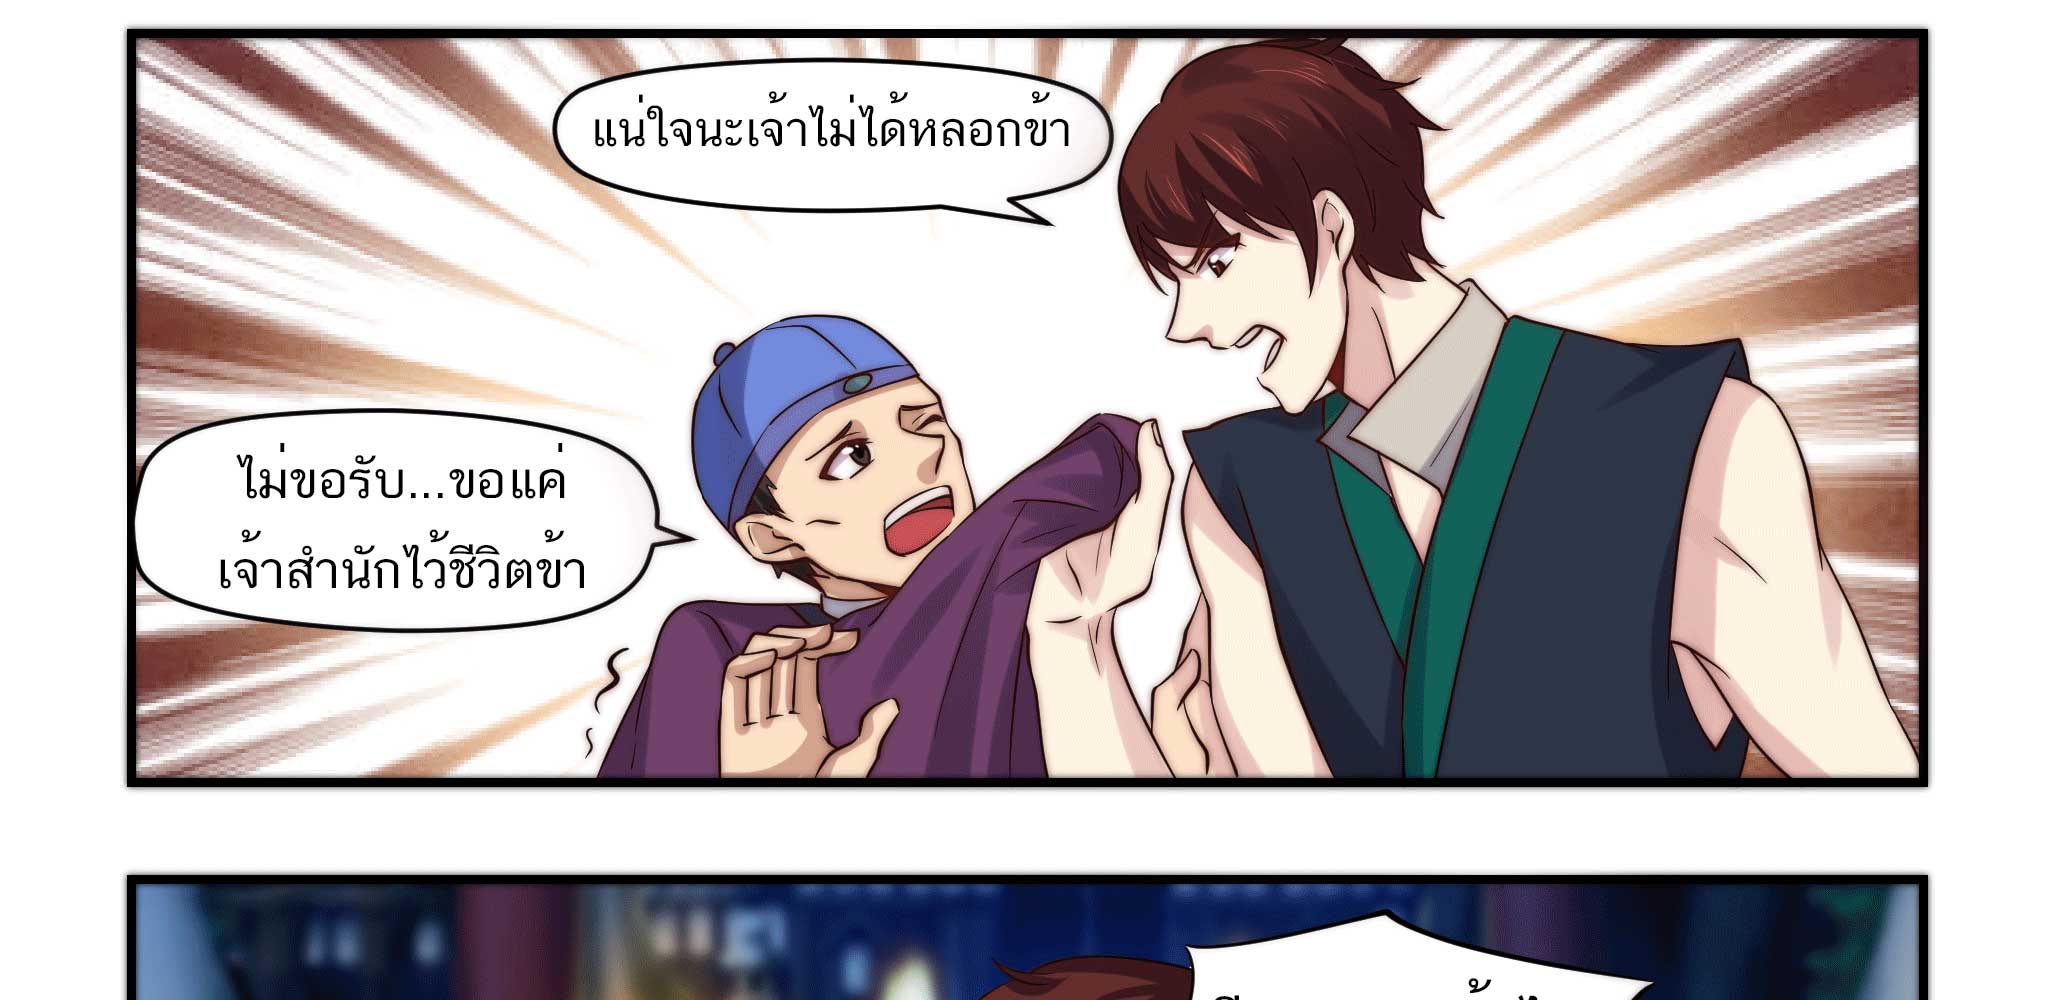 แน่ใจนะเจ้าไม่ได้หลอกข้า
ไม่ขอรับ...ขอแค่
เจ้าสำนักไว้ชีวิตข้า